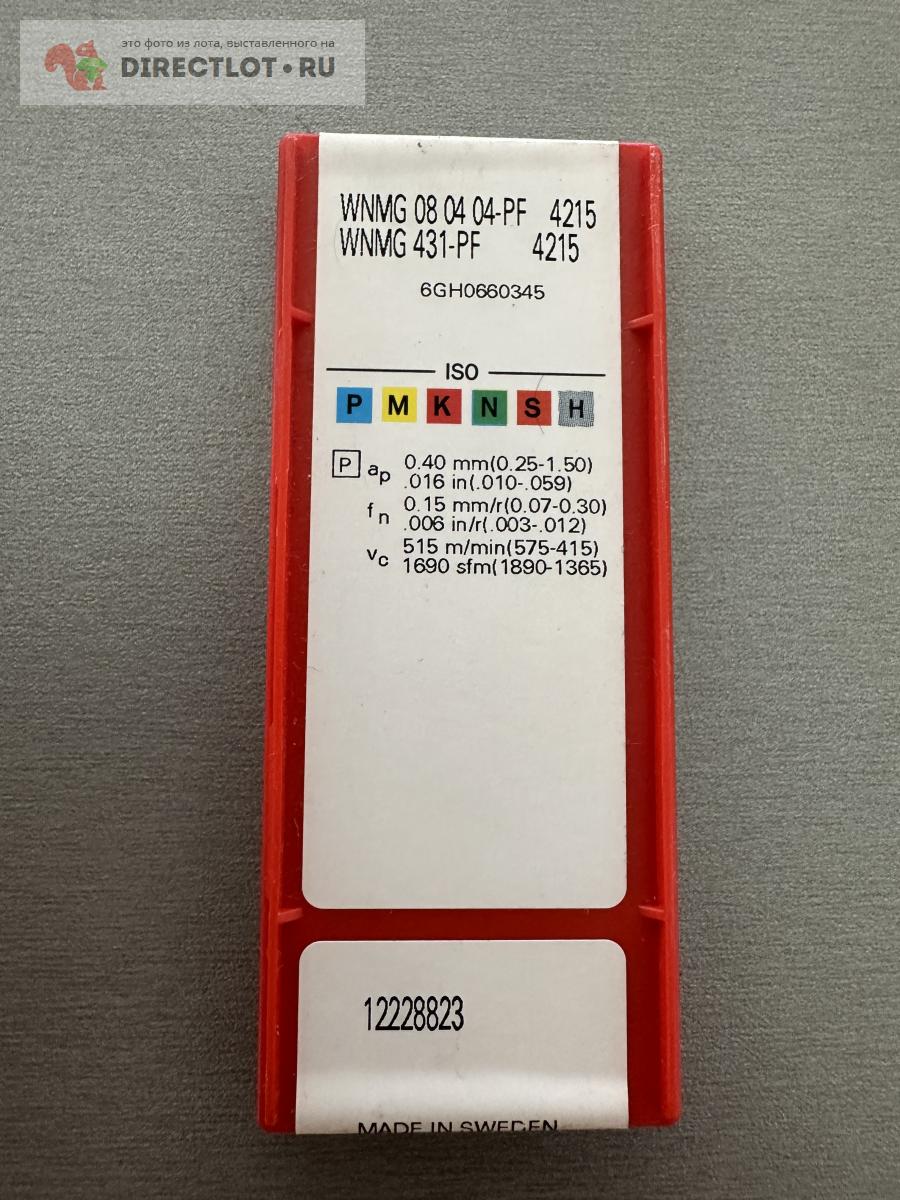 это фото из лота, выставленного на
DIRECTLOT.RU
WNMG 08 04 04-PF 4215
WNMG 431-PF 4215
6GH0660345
ISO
P M K N S H
P ap 0.40 mm(0.25-1.50)
.016 in(.010-.059)
fn 0.15 mm/r(0.07-0.30)
.006 in/r(.003-.012)
vc 515 m/min(575-415)
1690 sfm(1890-1365)
12228823
MADE IN SWEDEN